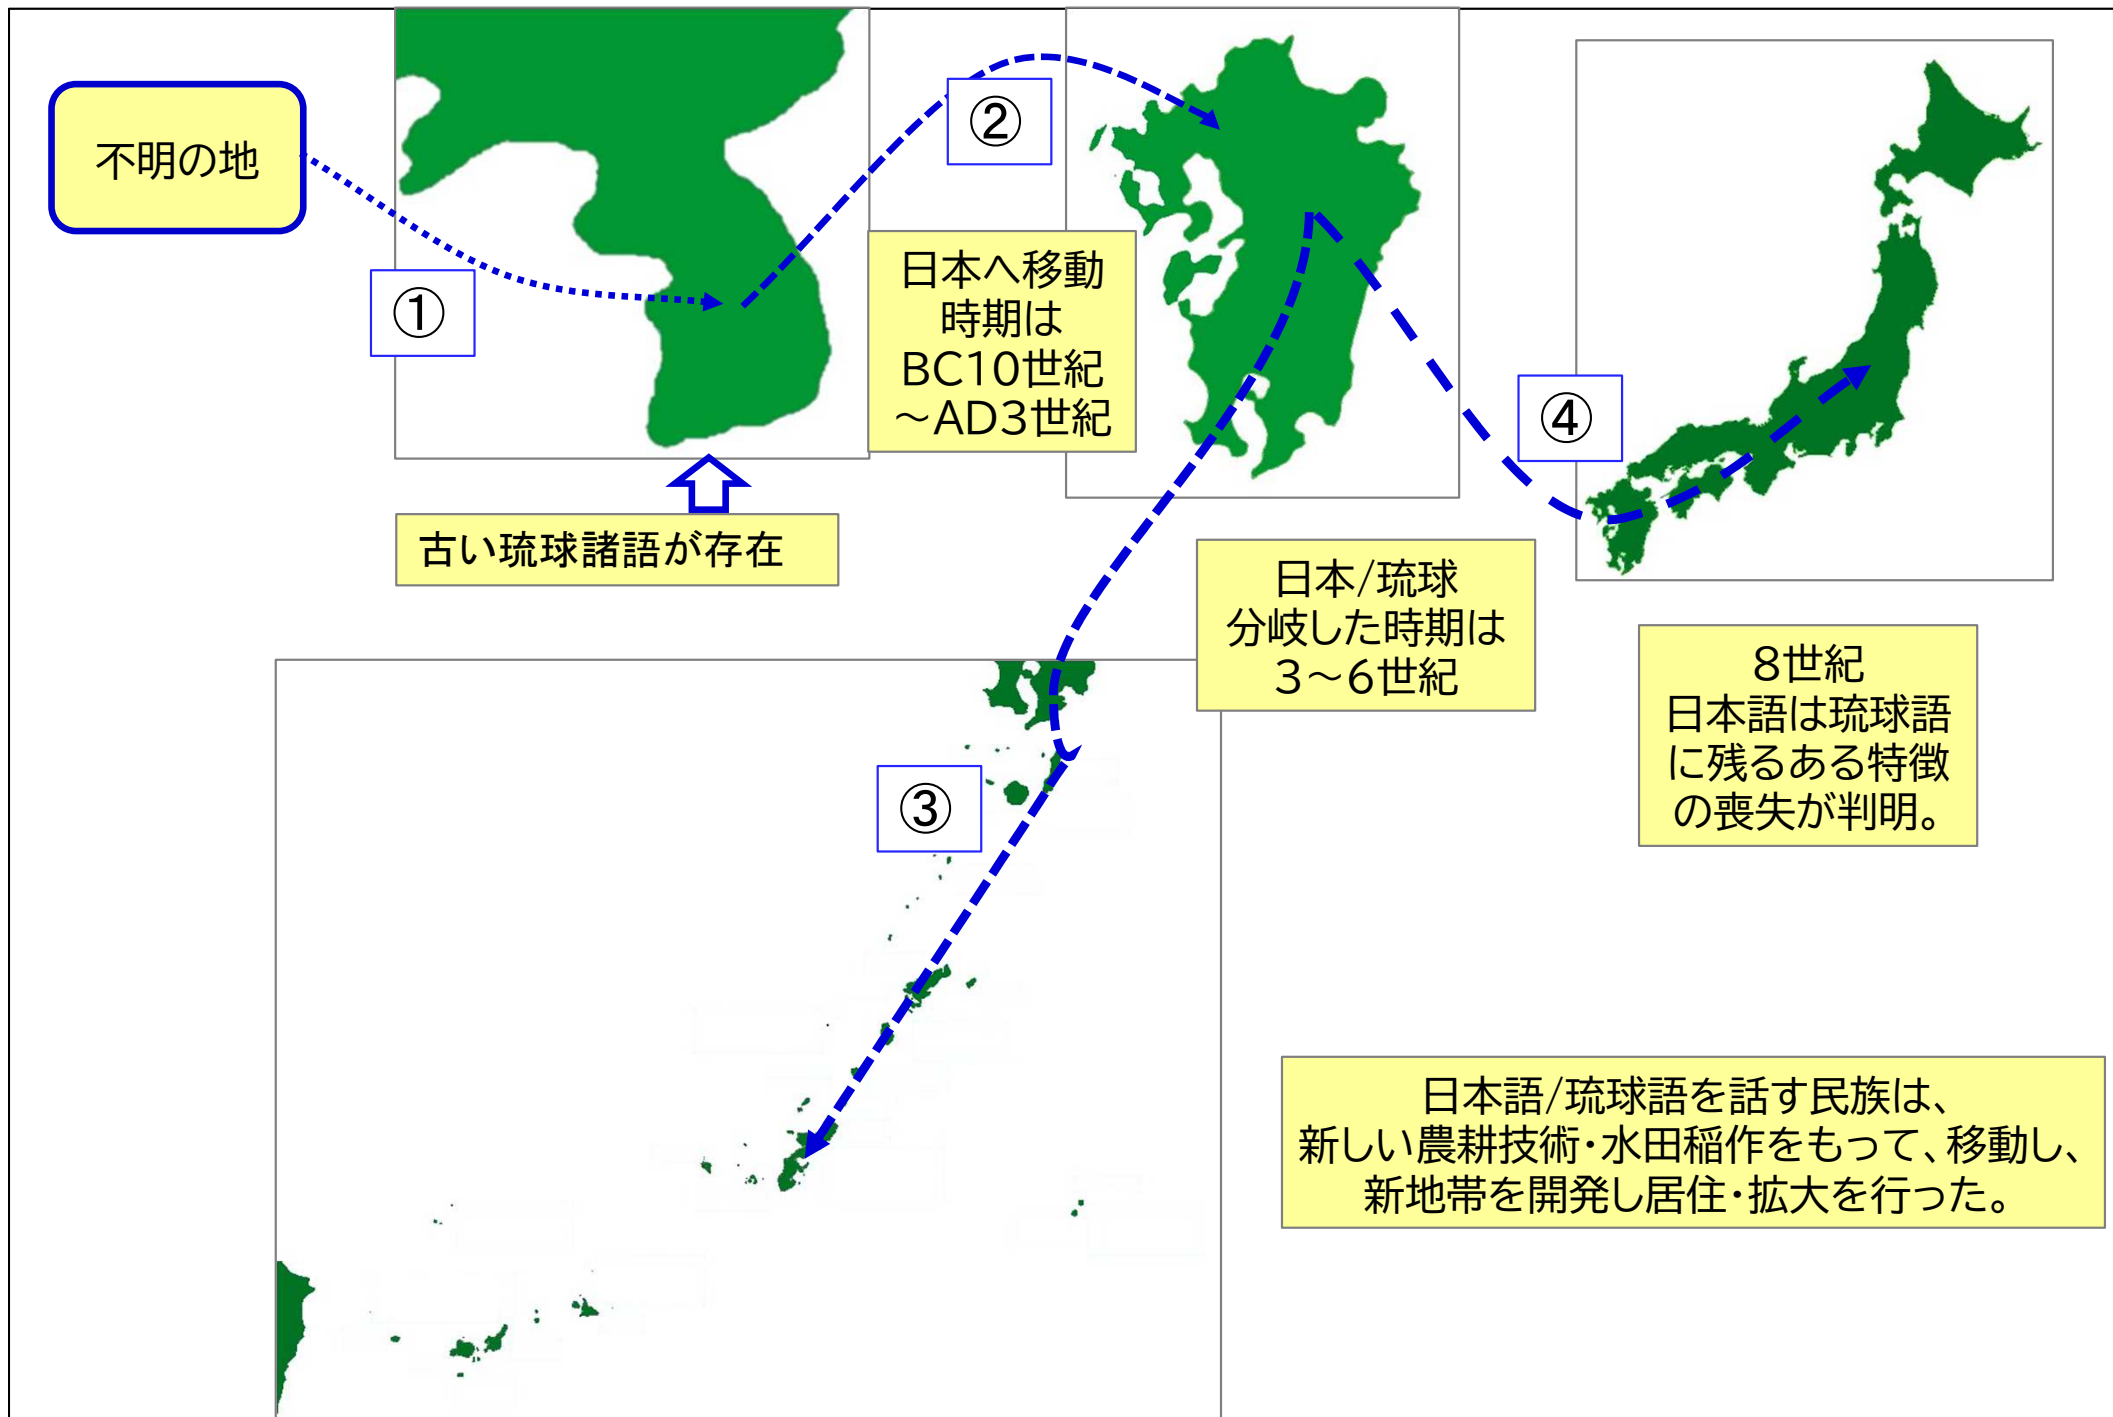 不明の地
①
②
日本へ移動
時期は
BC10世紀
～AD3世紀
古い琉球諸語が存在
④
日本/琉球
分岐した時期は
3～6世紀
8世紀
日本語は琉球語
に残るある特徴
の喪失が判明。
③
日本語/琉球語を話す民族は、
新しい農耕技術・水田稲作をもって、移動し、
新地帯を開発し居住・拡大を行った。